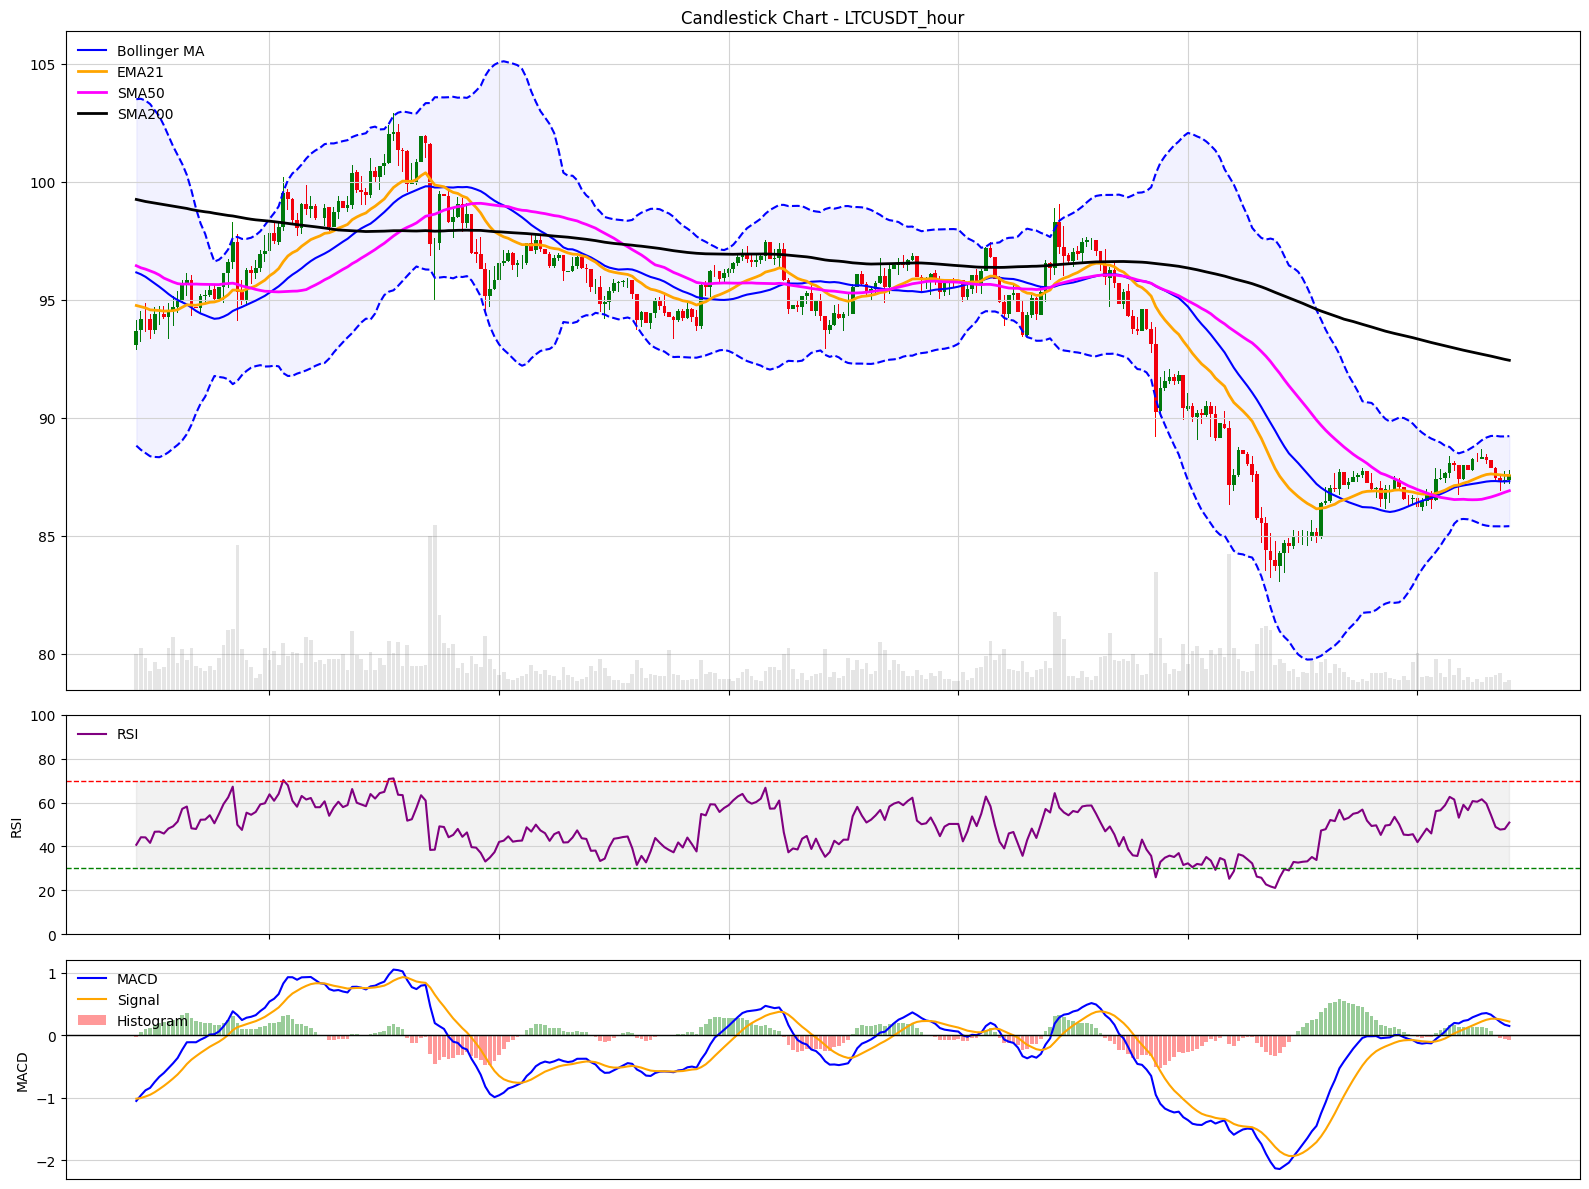 Candlestick Chart - LTCUSDT_hour
Bollinger MA
EMA21
SMA50
SMA200
105
100
95
90
85
80
RSI
100
80
60
40
20
0
RSI
MACD
Signal
Histogram
1
0
−1
−2
MACD